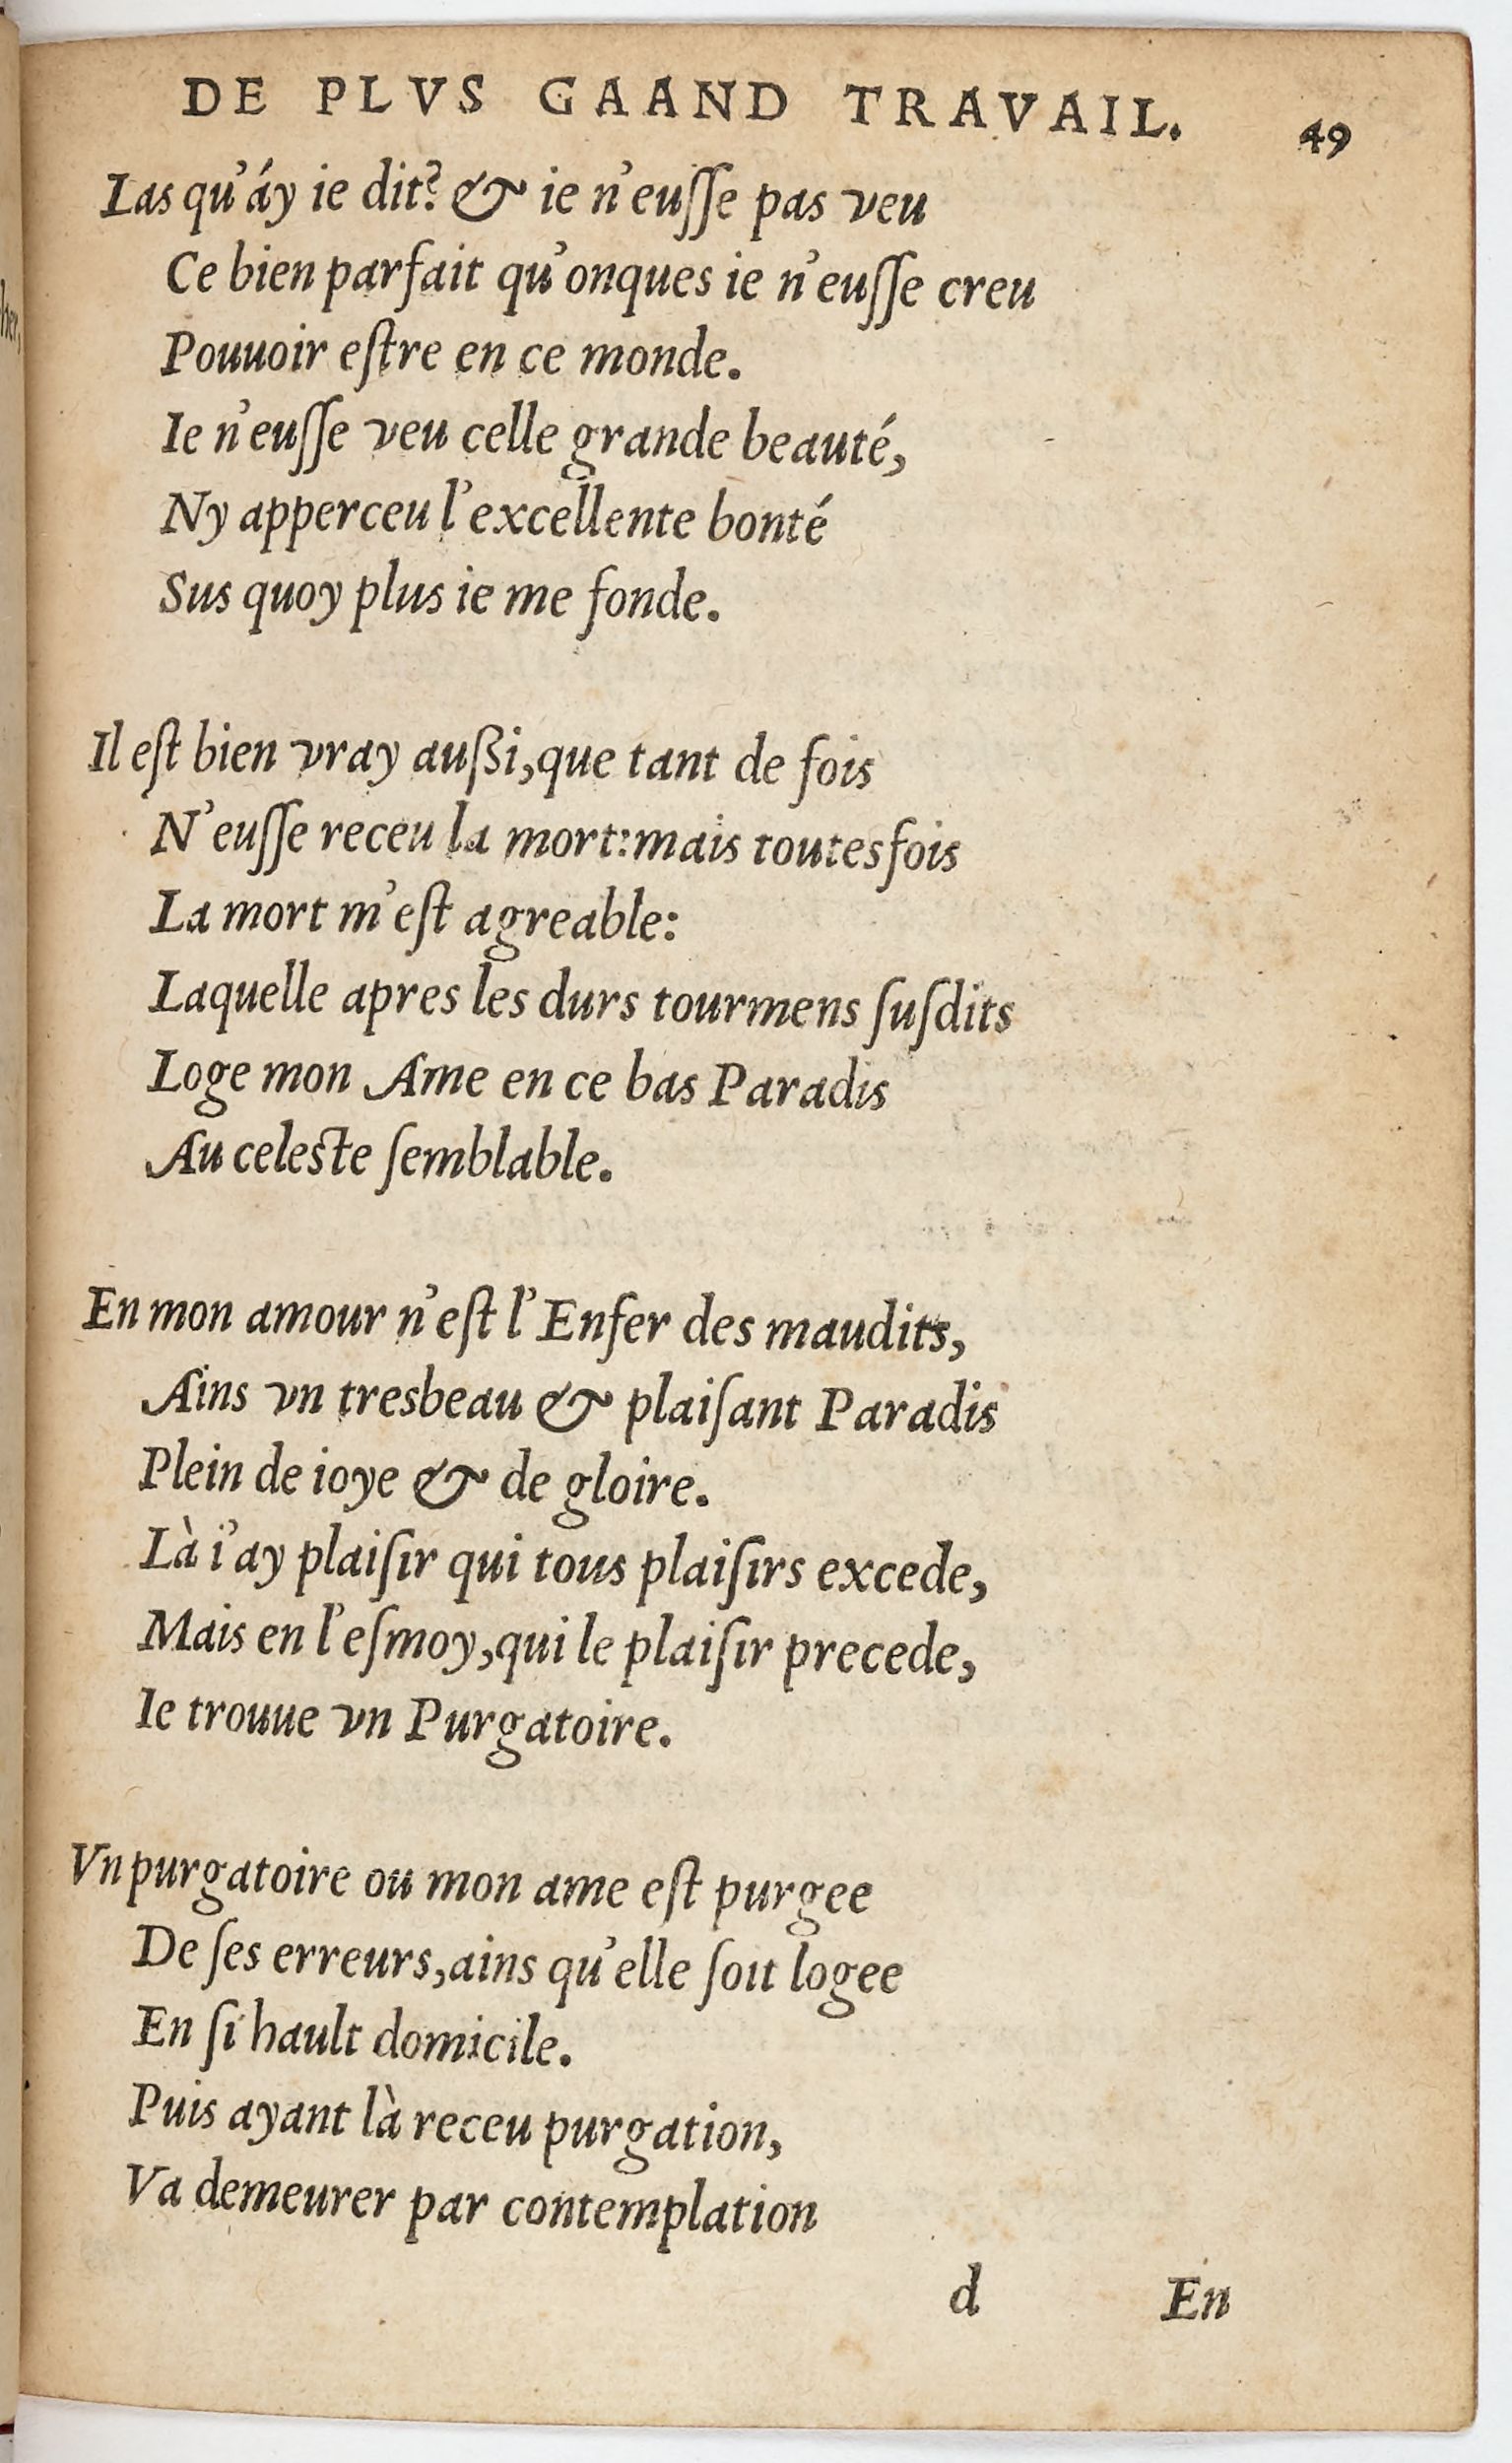 DE PLVS GAAND TRAVAIL. 49
Las qu'áy ie dit? & ie n'euſſe pas veu
Ce bien parfait qu'onques ie n'euſſe creu
Pouuoir eſtre en ce monde.
Ie n'euſſe veu celle grande beauté,
Ny apperceu l'excellente bonté
Sus quoy plus ie me fonde.
Il eſt bien vray außi, que tant de fois
N'euſſe receu la mort: mais toutesfois
La mort m'eſt agreable:
Laquelle apres les durs tourmens ſuſdits
Loge mon Ame en ce bas Paradis
Au celeste ſemblable.
En mon amour n'eſt l'Enfer des maudits,
Ains vn tresbeau & plaiſant Paradis
Plein de ioye & de gloire.
Là i'ay plaiſir qui tous plaiſirs excede,
Mais en l'eſmoy, qui le plaiſir precede,
Ie trouue vn Purgatoire.
Vn purgatoire ou mon ame eſt purgee
De ſes erreurs, ains qu'elle ſoit logee
En ſi hault domicile.
Puis ayant là receu purgation,
Va demeurer par contemplation
d En